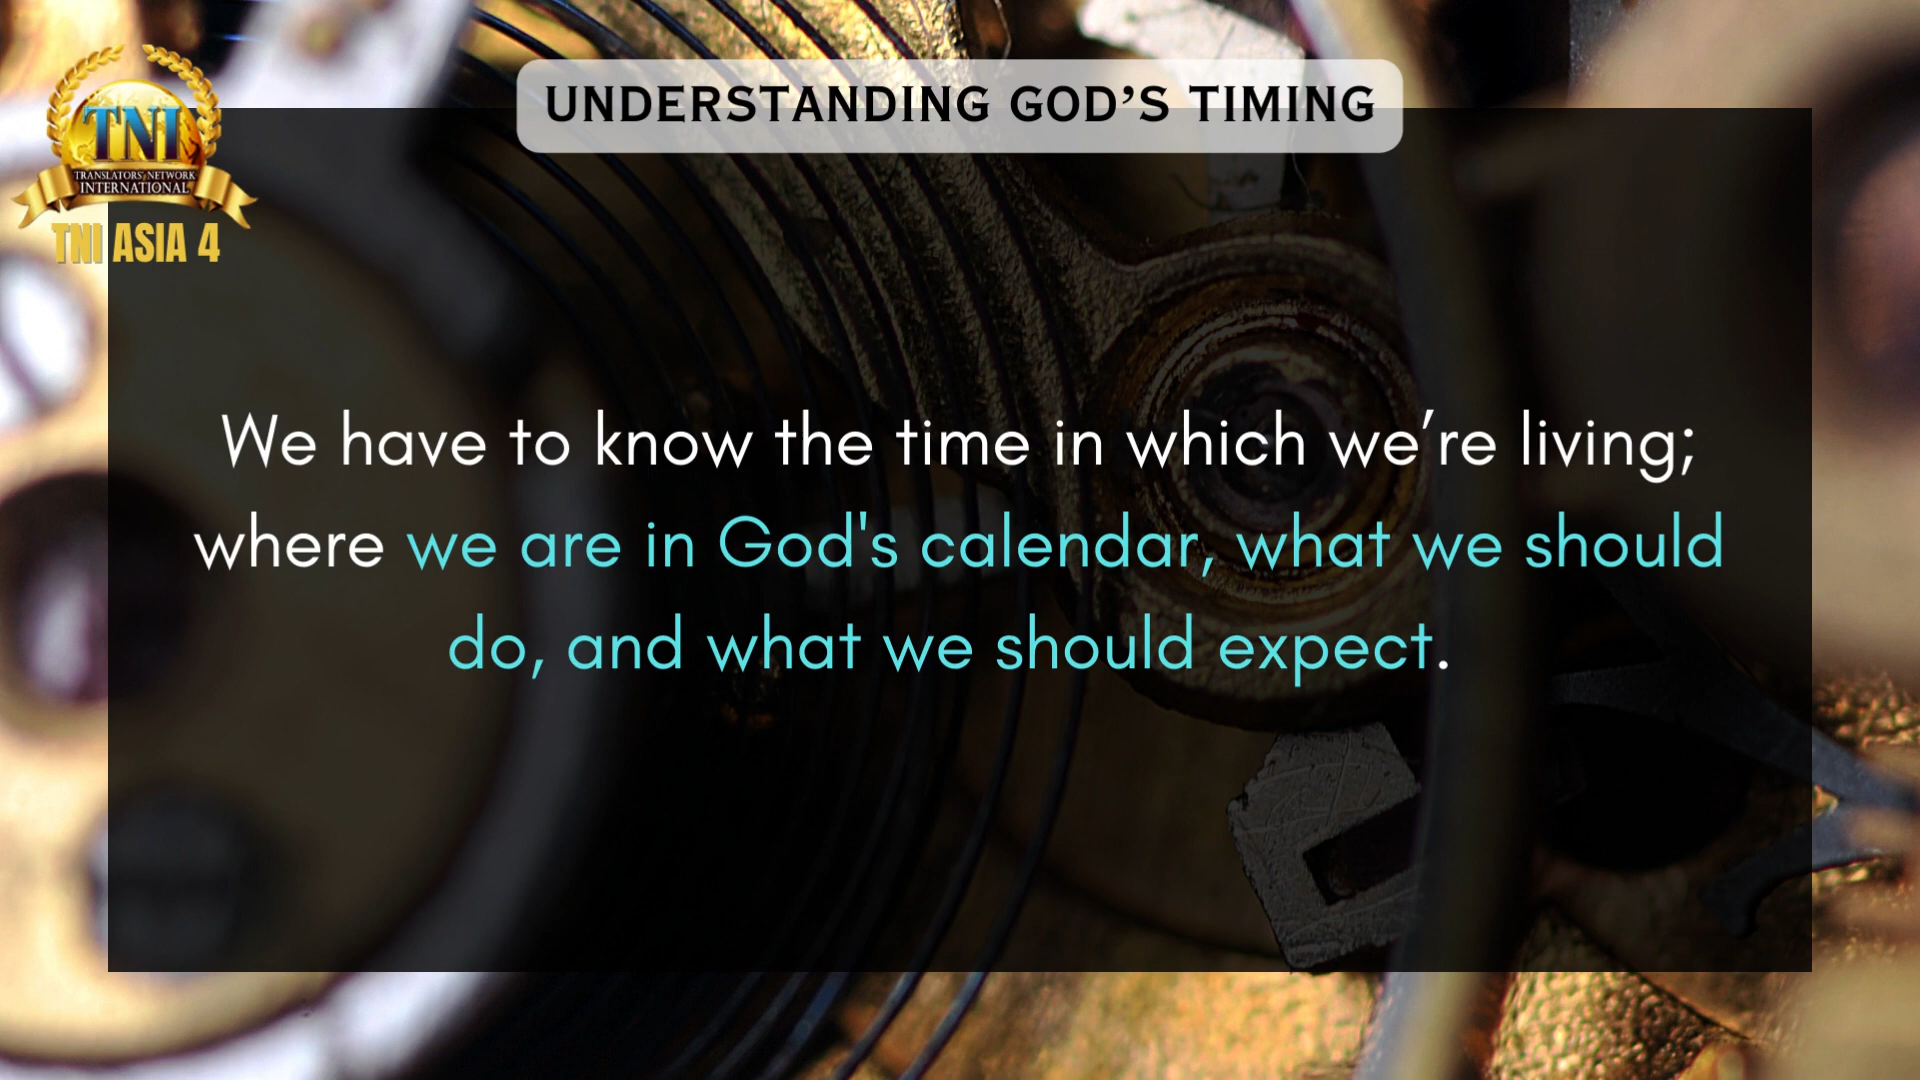 UNDERSTANDING GOD’S TIMING
TNI
TRANSLATORS' NETWORK
INTERNATIONAL
TNI ASIA 4
We have to know the time in which we’re living;
where we are in God's calendar, what we should
do, and what we should expect.